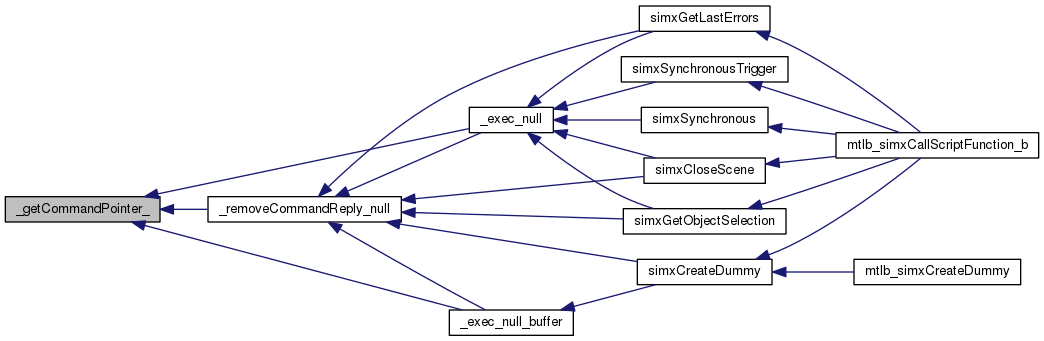 simxGetLastErrors
simxSynchronousTrigger
_exec_null
simxSynchronous
mtlb_simxCallScriptFunction_b
simxCloseScene
_getCommandPointer_
_removeCommandReply_null
simxGetObjectSelection
simxCreateDummy
mtlb_simxCreateDummy
_exec_null_buffer